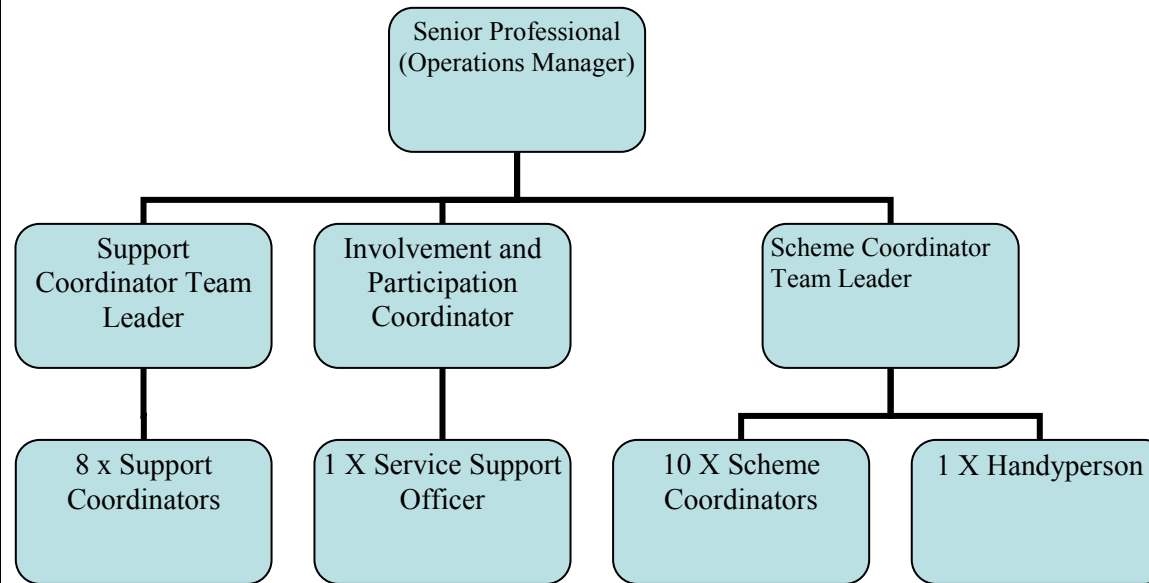 Senior Professional
(Operations Manager)
Support
Coordinator Team
Leader
Involvement and
Participation
Coordinator
Scheme Coordinator
Team Leader
8 x Support
Coordinators
1 X Service Support
Officer
10 X Scheme
Coordinators
1 X Handyperson